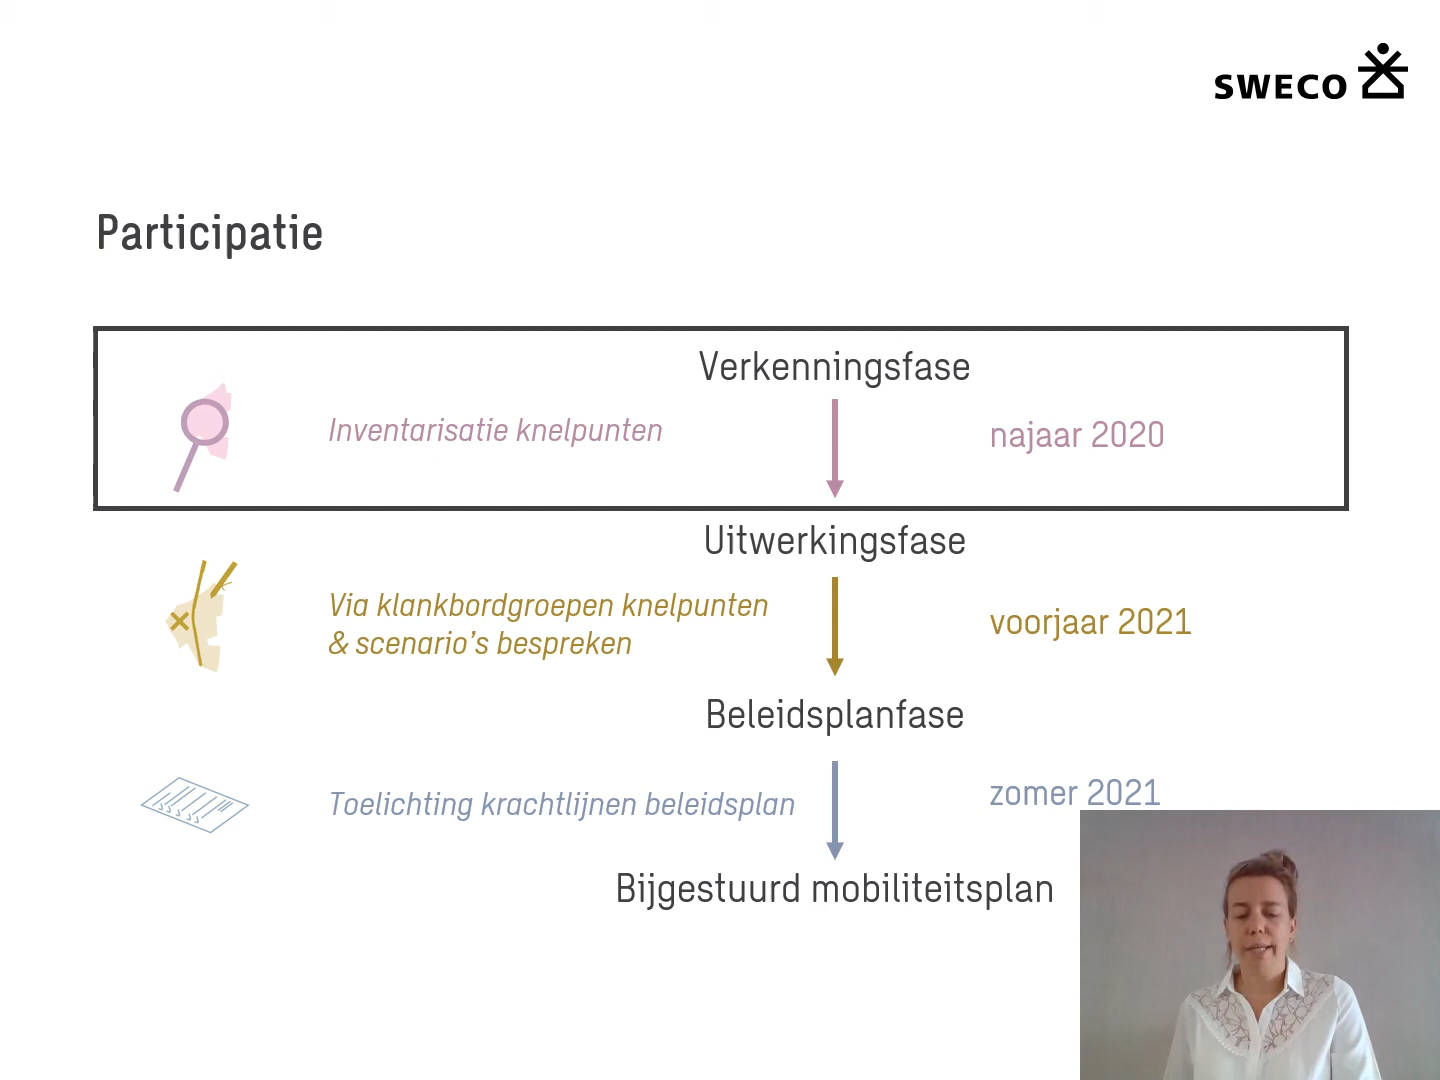 SWECO
Participatie
Verkenningsfase
Inventarisatie knelpunten
najaar 2020
Uitwerkingsfase
Via klankbordgroepen knelpunten
& scenario's bespreken
voorjaar 2021
Beleidsplanfase
Toelichting krachtlijnen beleidsplan
zomer 2021
Bijgestuurd mobiliteitsplan